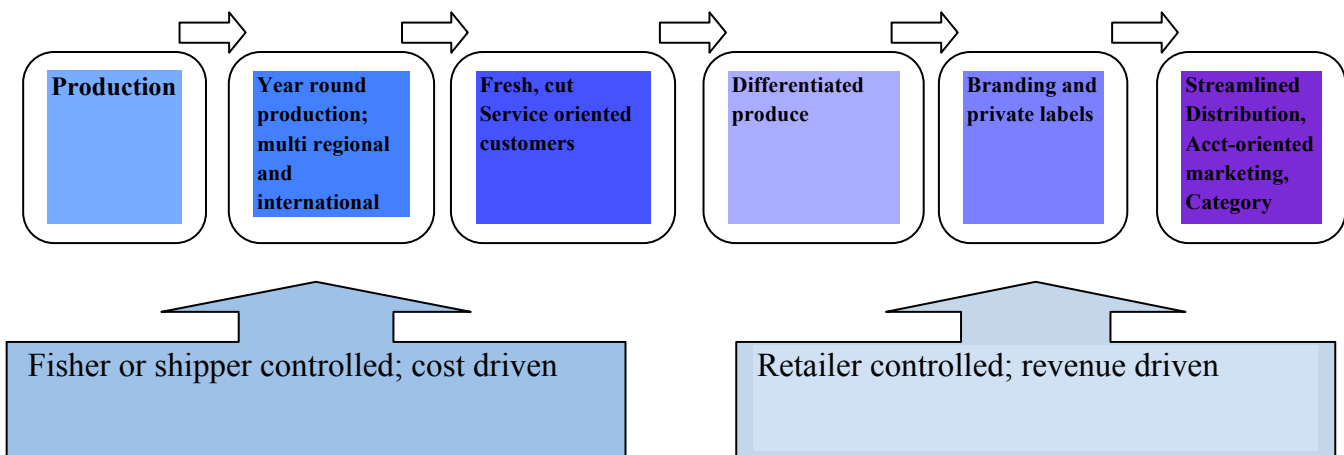 Production
Year round
production;
multi regional
and
international
Fresh, cut
Service oriented
customers
Differentiated
produce
Branding and
private labels
Streamlined
Distribution,
Acct-oriented
marketing,
Category
Fisher or shipper controlled; cost driven
Retailer controlled; revenue driven